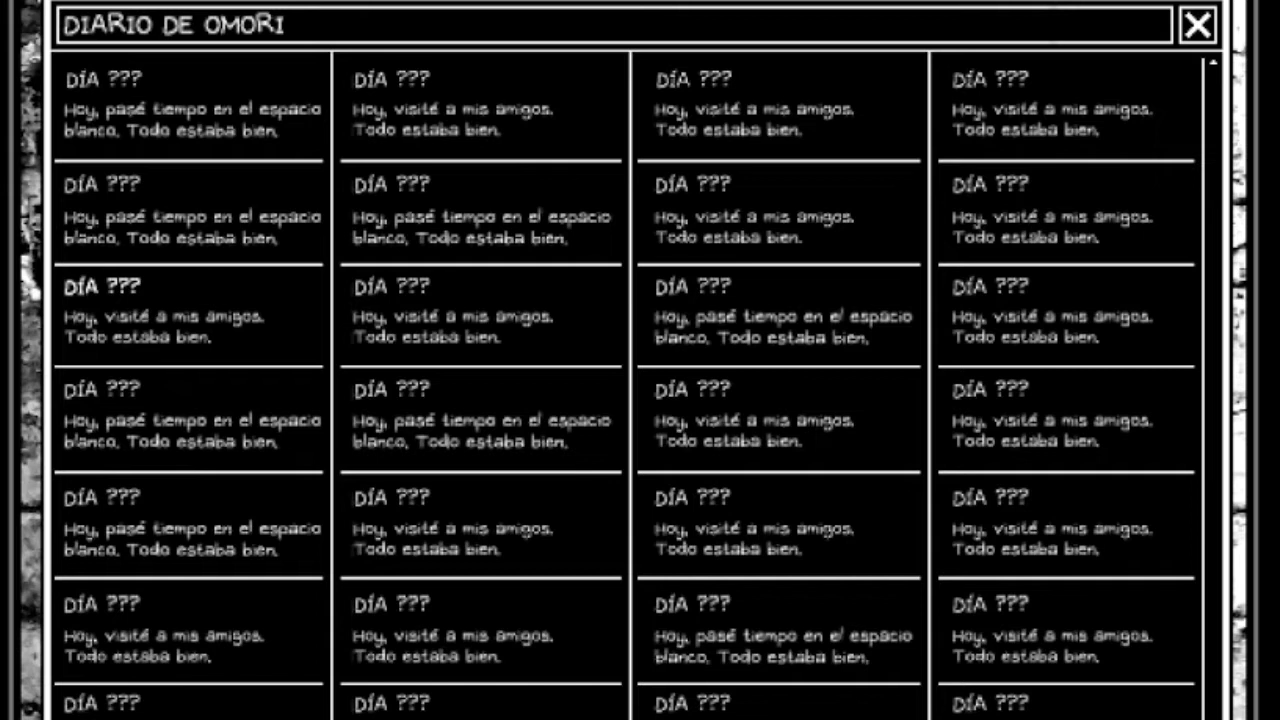 DIARIO DE OMORI
DÍA ???
Hoy, pasé tiempo en el espacio
blanco. Todo estaba bien.
DÍA ???
Hoy, visité a mis amigos.
Todo estaba bien.
DÍA ???
Hoy, visité a mis amigos.
Todo estaba bien.
DÍA ???
Hoy, visité a mis amigos.
Todo estaba bien.
DÍA ???
Hoy, pasé tiempo en el espacio
blanco. Todo estaba bien.
DÍA ???
Hoy, pasé tiempo en el espacio
blanco. Todo estaba bien.
DÍA ???
Hoy, visité a mis amigos.
Todo estaba bien.
DÍA ???
Hoy, visité a mis amigos.
Todo estaba bien.
DÍA ???
Hoy, visité a mis amigos.
Todo estaba bien.
DÍA ???
Hoy, visité a mis amigos.
Todo estaba bien.
DÍA ???
Hoy, pasé tiempo en el espacio
blanco. Todo estaba bien.
DÍA ???
Hoy, visité a mis amigos.
Todo estaba bien.
DÍA ???
Hoy, pasé tiempo en el espacio
blanco. Todo estaba bien.
DÍA ???
Hoy, pasé tiempo en el espacio
blanco. Todo estaba bien.
DÍA ???
Hoy, visité a mis amigos.
Todo estaba bien.
DÍA ???
Hoy, visité a mis amigos.
Todo estaba bien.
DÍA ???
Hoy, pasé tiempo en el espacio
blanco. Todo estaba bien.
DÍA ???
Hoy, visité a mis amigos.
Todo estaba bien.
DÍA ???
Hoy, visité a mis amigos.
Todo estaba bien.
DÍA ???
Hoy, visité a mis amigos.
Todo estaba bien.
DÍA ???
Hoy, visité a mis amigos.
Todo estaba bien.
DÍA ???
Hoy, visité a mis amigos.
Todo estaba bien.
DÍA ???
Hoy, pasé tiempo en el espacio
blanco. Todo estaba bien.
DÍA ???
Hoy, visité a mis amigos.
Todo estaba bien.
DÍA ???
DÍA ???
DÍA ???
DÍA ???